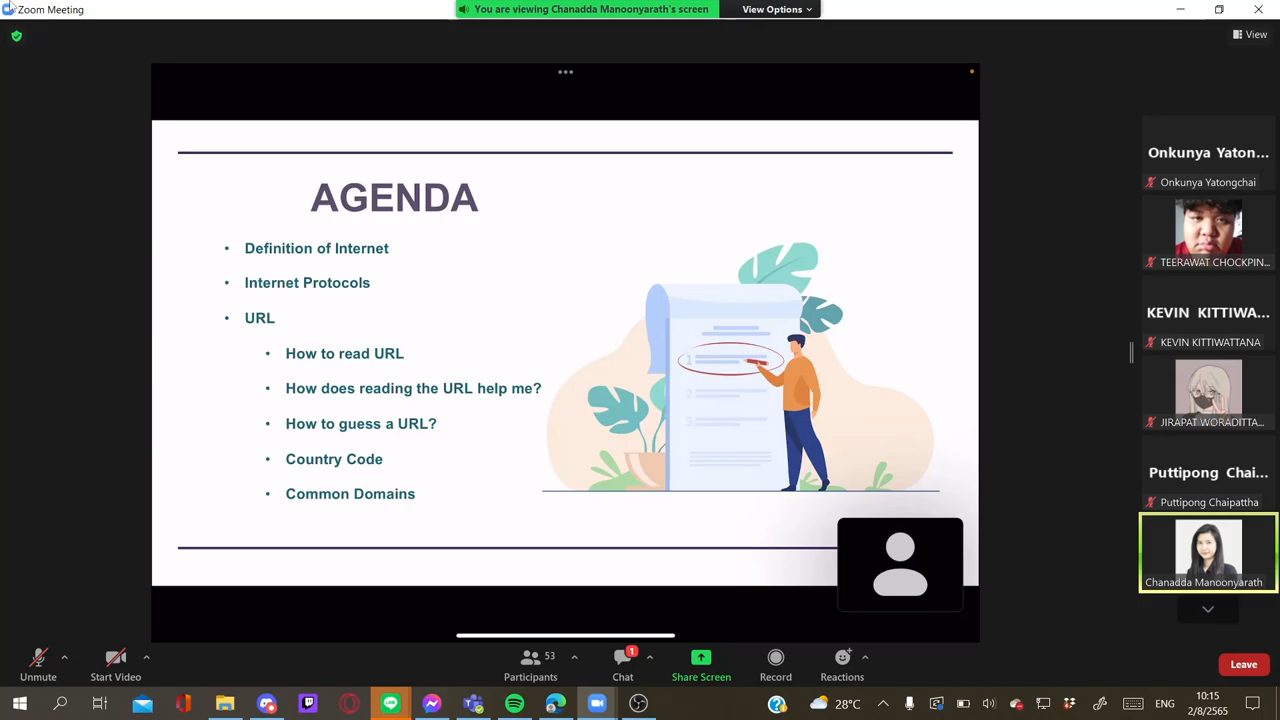 Zoom Meeting
You are viewing Chanadda Manoonyarath's screen
View Options
View
AGENDA
• Definition of Internet
• Internet Protocols
• URL
• How to read URL
• How does reading the URL help me?
• How to guess a URL?
• Country Code
• Common Domains
1
2
3
Onkunya Yaton...
Onkunya Yatongchai
TEERAWAT CHOCKPIN...
KEVIN KITTIWA...
KEVIN KITTIWATTANA
JIRAPAT WORADITTA...
Puttipong Chai...
Puttipong Chaipattha
Chanadda Manoonyarath
Unmute
Start Video
53
Participants
1
Chat
Share Screen
Record
Reactions
Leave
28°C
ENG
10:15
2/8/2565